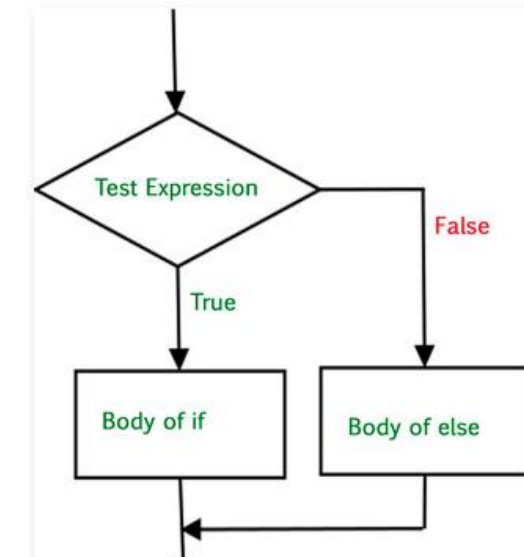 Test Expression
False
True
Body of if
Body of else